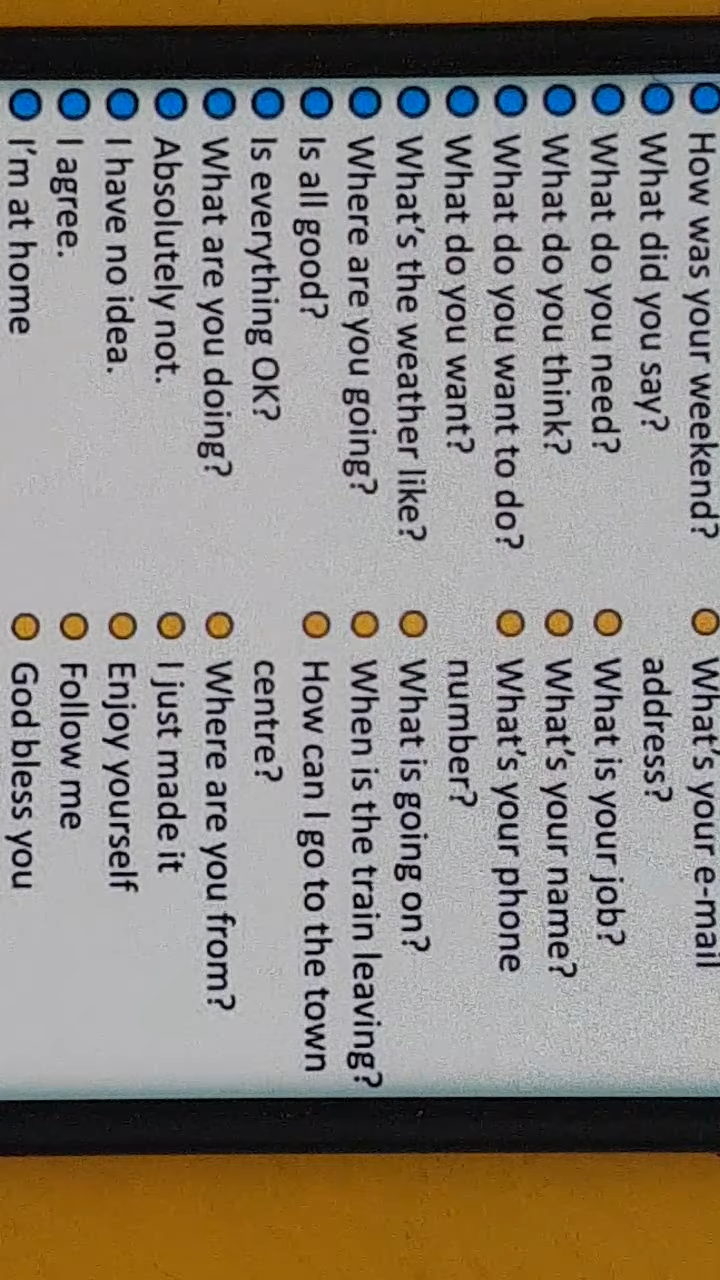 How was your weekend?
What did you say?
What do you need?
What do you think?
What do you want to do?
What do you want?
What's the weather like?
Where are you going?
Is all good?
Is everything OK?
What are you doing?
Absolutely not.
I have no idea.
I agree.
I'm at home
What's your e-mail
address?
What is your job?
What's your name?
What's your phone
number?
What is going on?
When is the train leaving?
How can I go to the town
centre?
Where are you from?
I just made it
Enjoy yourself
Follow me
God bless you